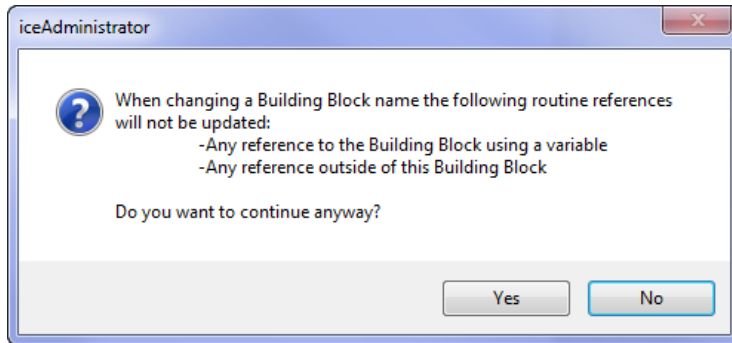 iceAdministrator
When changing a Building Block name the following routine references
will not be updated:
-Any reference to the Building Block using a variable
-Any reference outside of this Building Block
Do you want to continue anyway?
Yes No